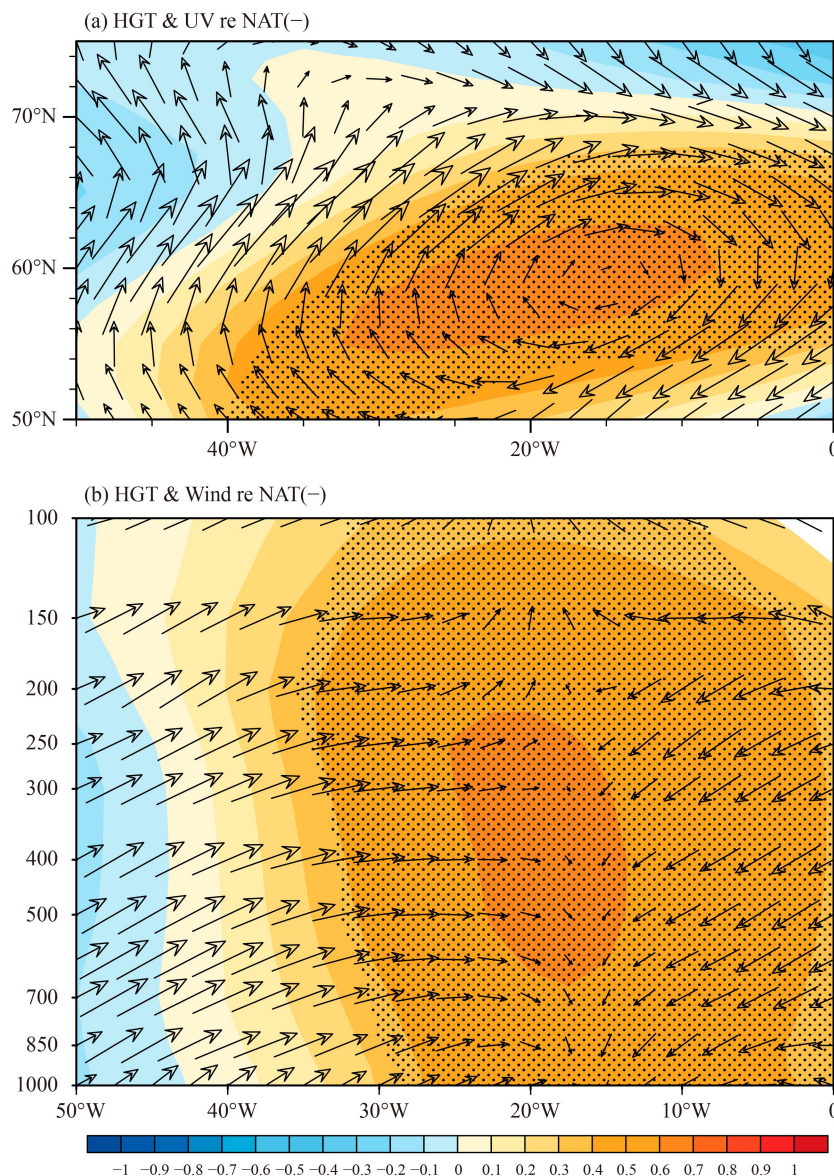 (a) HGT & UV re NAT(−)
70°N
60°N
50°N
40°W 20°W 0
(b) HGT & Wind re NAT(−)
100
150
200
250
300
400
500
700
850
1000
50°W 40°W 30°W 20°W 10°W 0
−1 −0.9 −0.8 −0.7 −0.6 −0.5 −0.4 −0.3 −0.2 −0.1 0 0.1 0.2 0.3 0.4 0.5 0.6 0.7 0.8 0.9 1